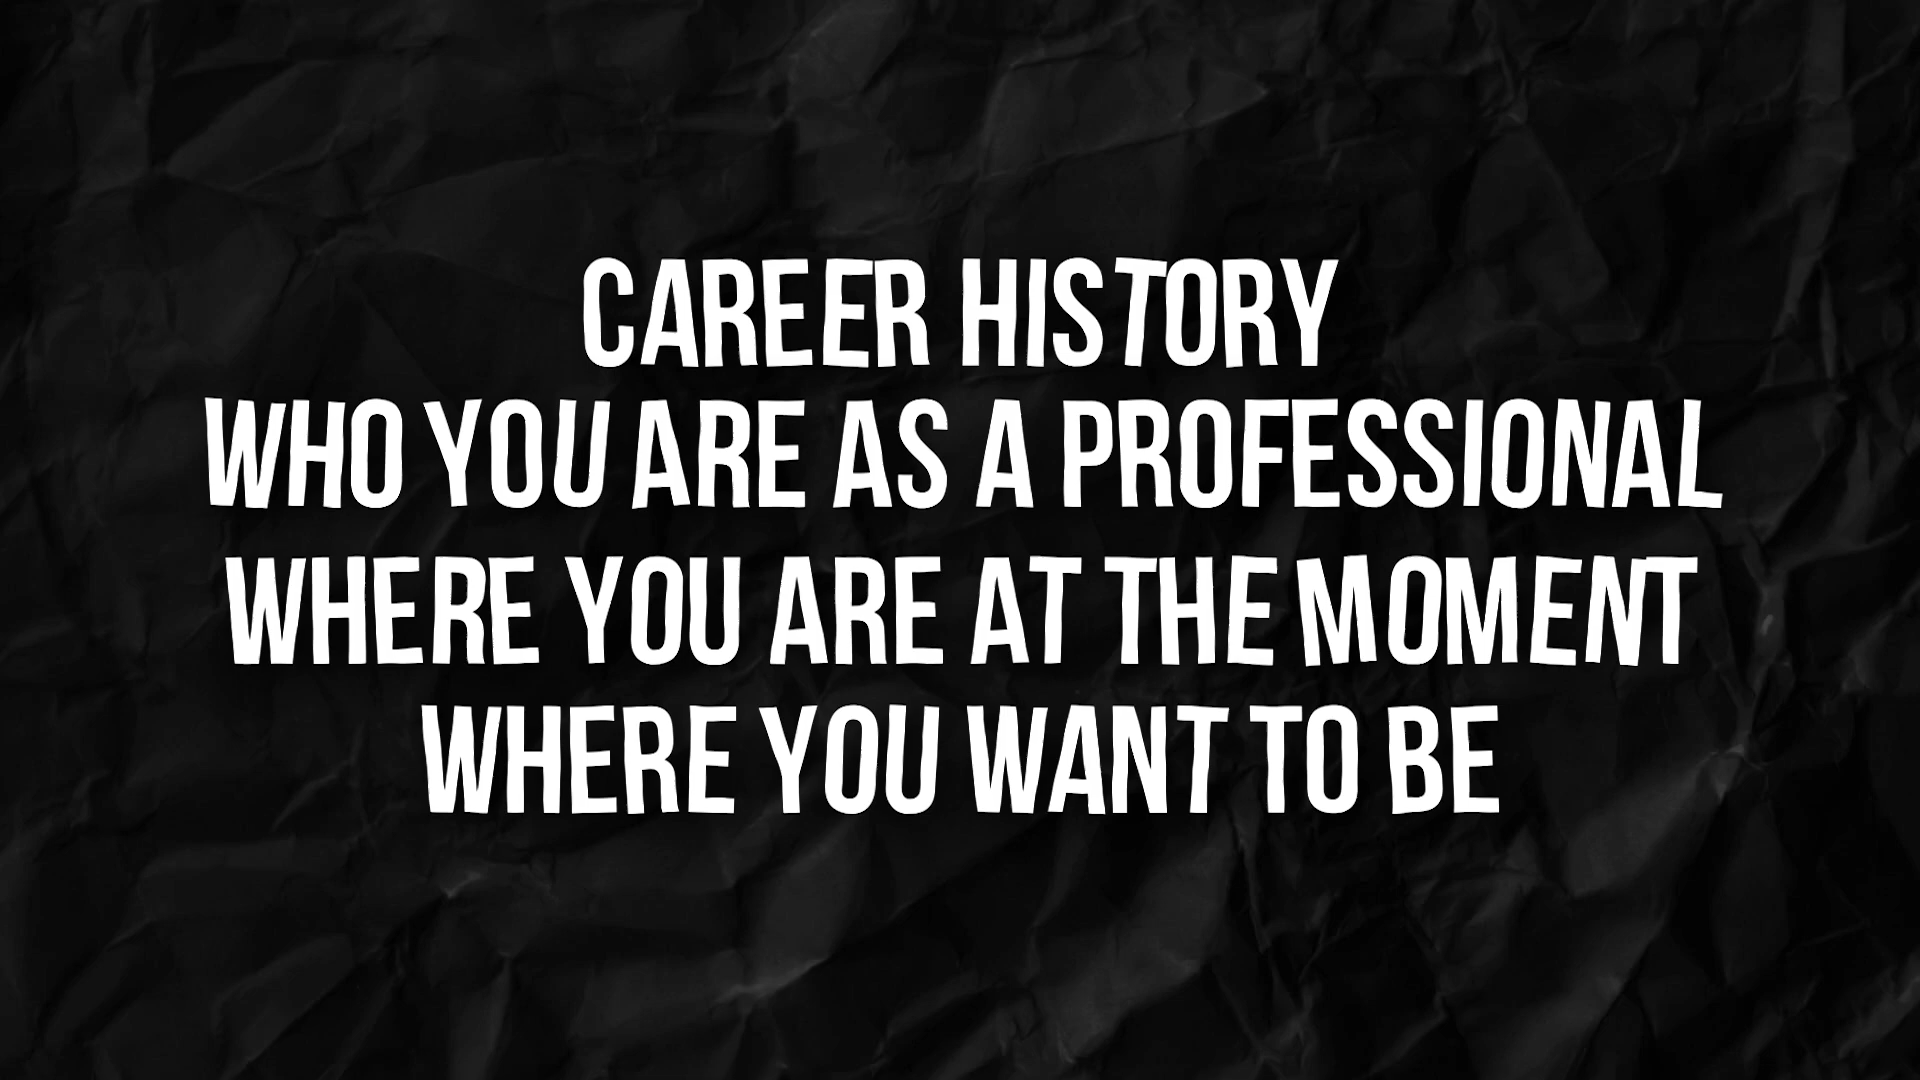 CAREER HISTORY
WHO YOU ARE AS A PROFESSIONAL
WHERE YOU ARE AT THE MOMENT
WHERE YOU WANT TO BE